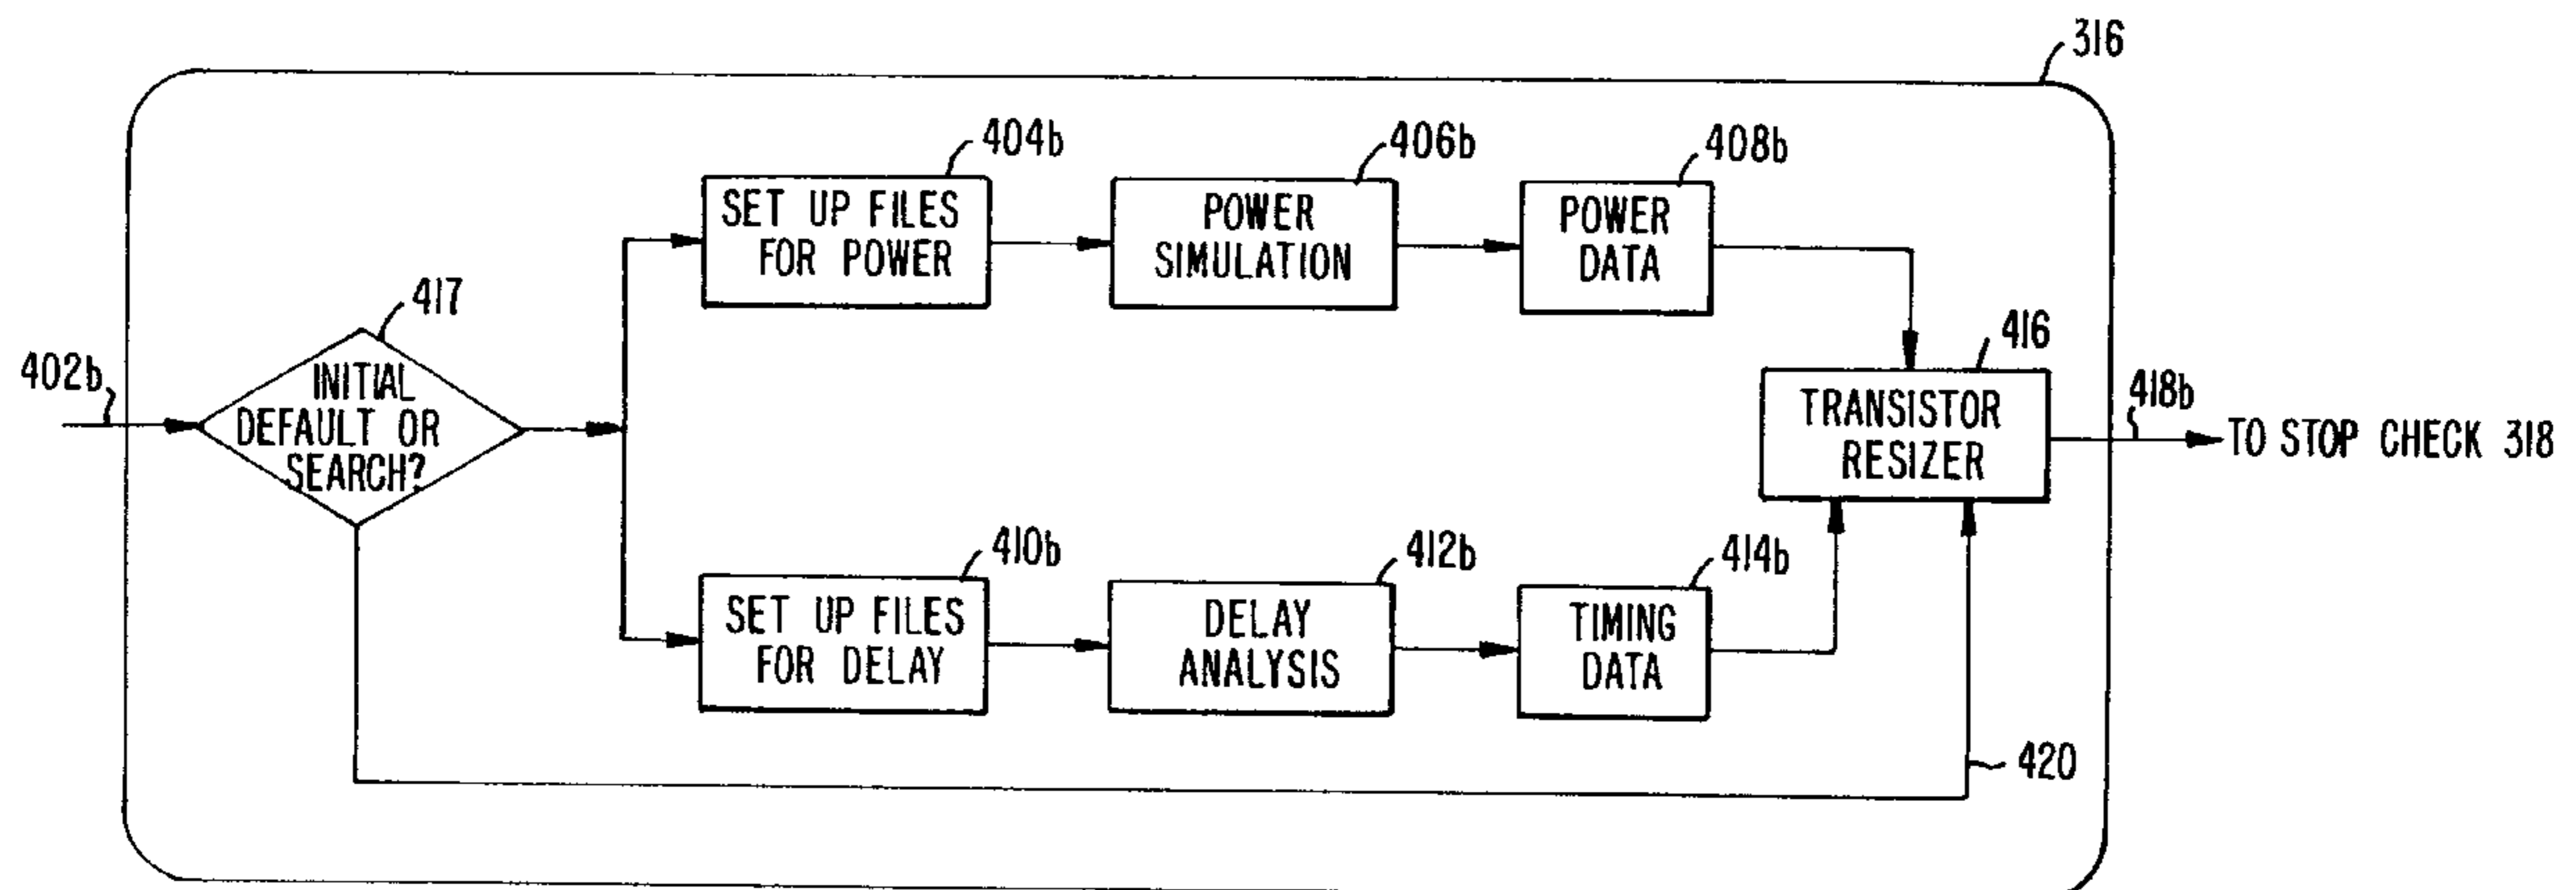 316
404b
406b
408b
SET UP FILES
FOR POWER
POWER
SIMULATION
POWER
DATA
417
402b
INITIAL
DEFAULT OR
SEARCH?
416
TRANSISTOR
RESIZER
418b
TO STOP CHECK 318
410b
412b
414b
SET UP FILES
FOR DELAY
DELAY
ANALYSIS
TIMING
DATA
420